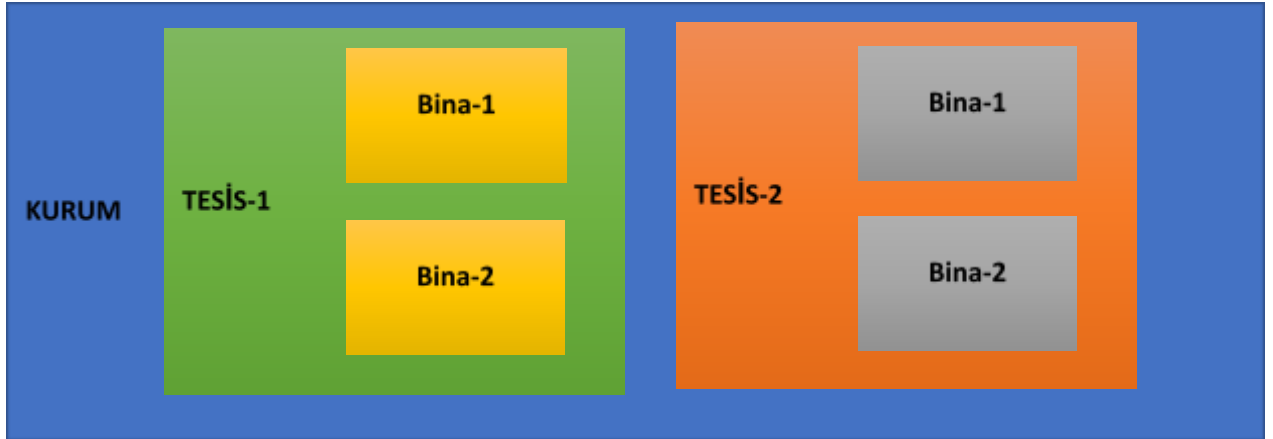 KURUM
TESİS-1
Bina-1
Bina-2
TESİS-2
Bina-1
Bina-2